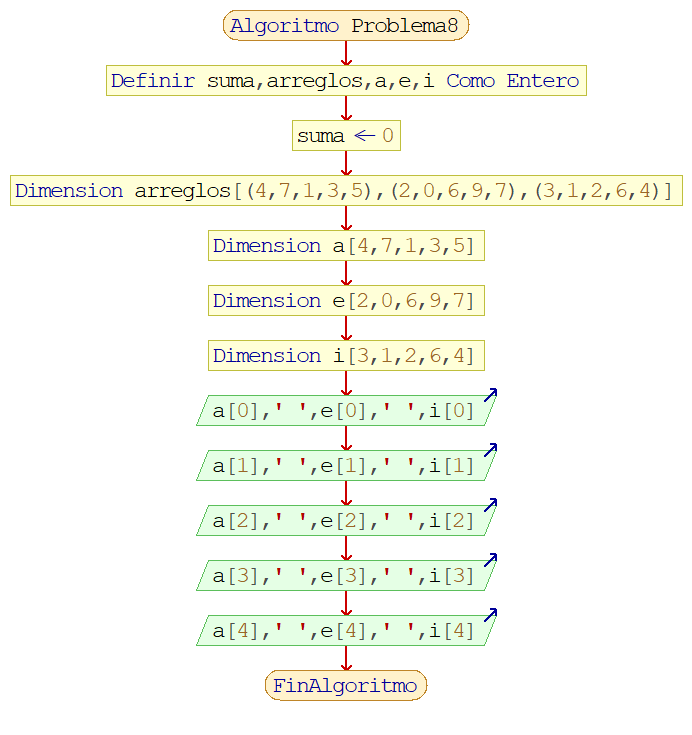 Algoritmo Problema8
Definir suma,arreglos,a,e,i Como Entero
suma ← 0
Dimension arreglos[(4,7,1,3,5),(2,0,6,9,7),(3,1,2,6,4)]
Dimension a[4,7,1,3,5]
Dimension e[2,0,6,9,7]
Dimension i[3,1,2,6,4]
a[0],' ',e[0],' ',i[0]
a[1],' ',e[1],' ',i[1]
a[2],' ',e[2],' ',i[2]
a[3],' ',e[3],' ',i[3]
a[4],' ',e[4],' ',i[4]
FinAlgoritmo